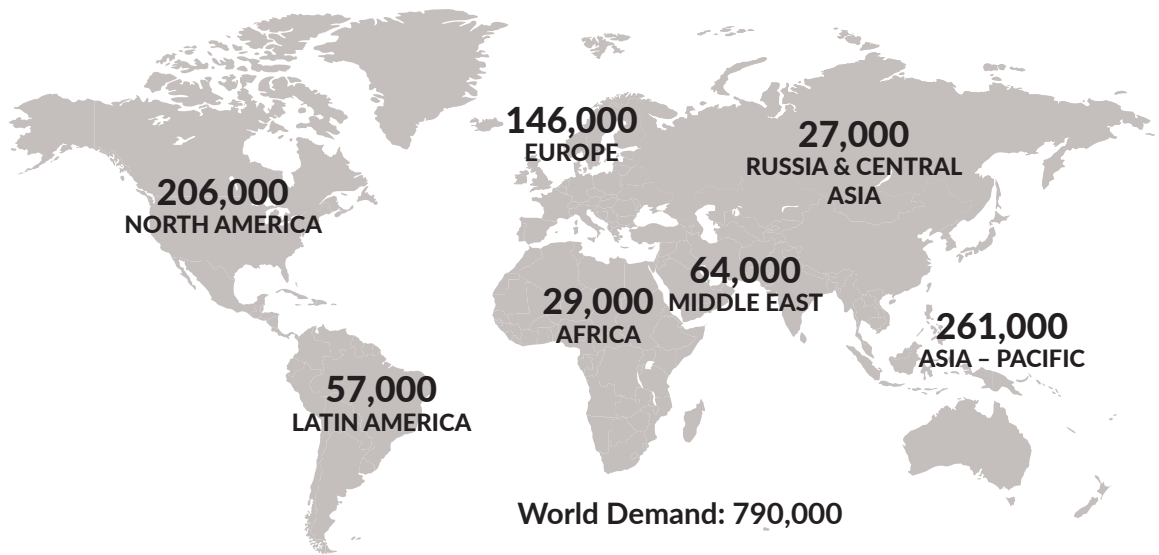 146,000
EUROPE
27,000
RUSSIA & CENTRAL
ASIA
206,000
NORTH AMERICA
64,000
MIDDLE EAST
29,000
AFRICA
261,000
ASIA – PACIFIC
57,000
LATIN AMERICA
World Demand: 790,000